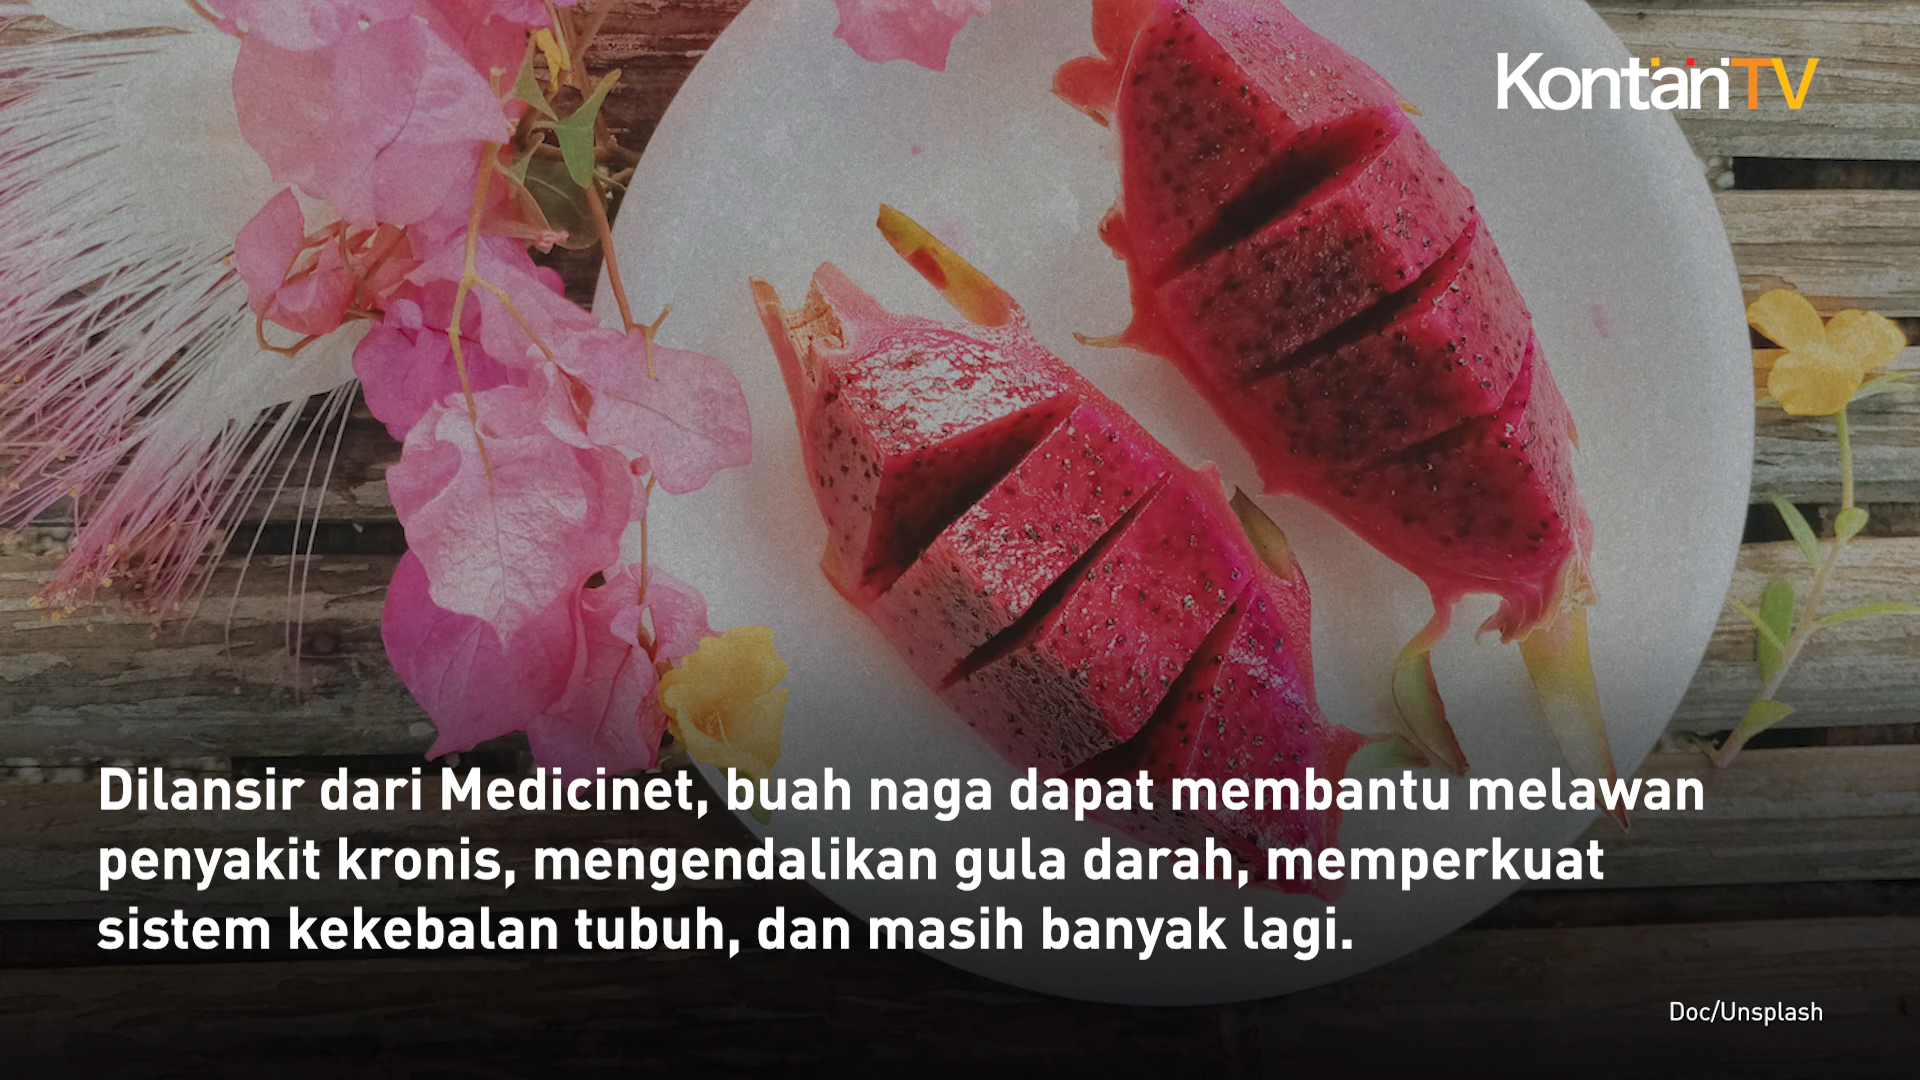 KontanTV
Dilansir dari Medicinet, buah naga dapat membantu melawan
penyakit kronis, mengendalikan gula darah, memperkuat
sistem kekebalan tubuh, dan masih banyak lagi.
Doc/Unsplash